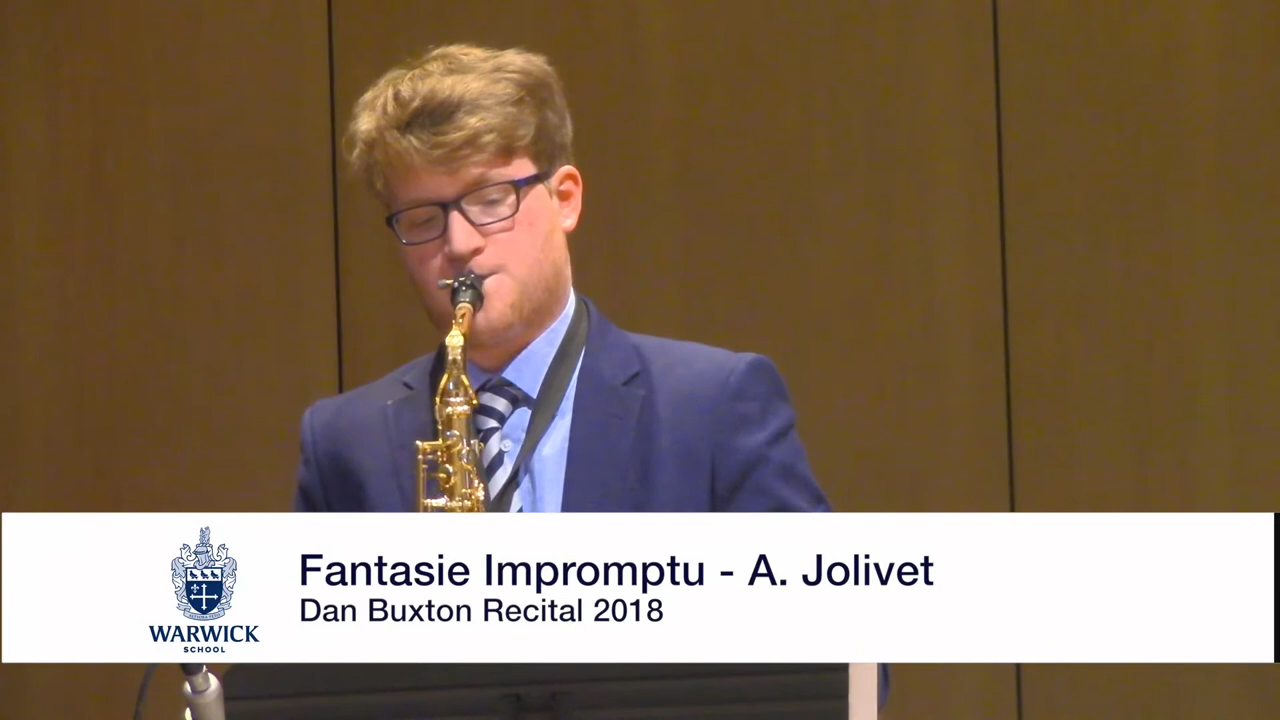 Fantasie Impromptu - A. Jolivet
Dan Buxton Recital 2018
WARWICK
SCHOOL